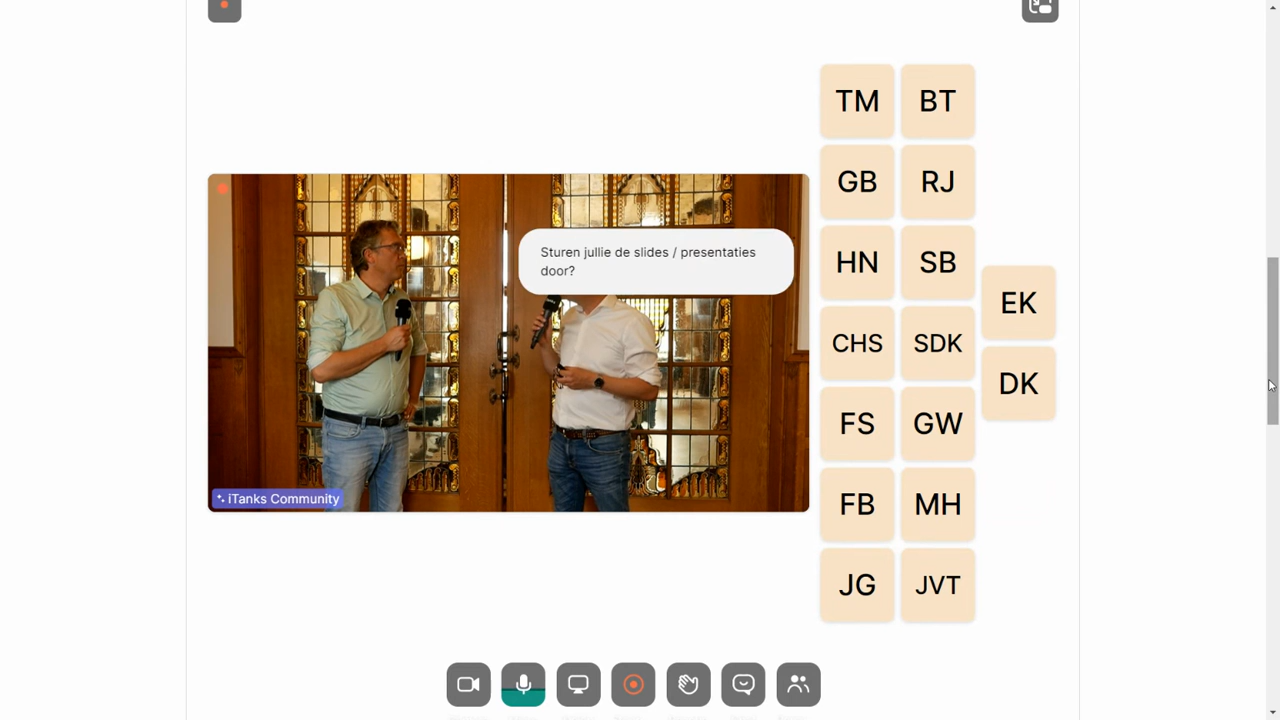 TM BT
GB RJ
HN SB
EK
CHS SDK
DK
FS GW
FB MH
JG JVT
Sturen jullie de slides / presentaties
door?
iTanks Community